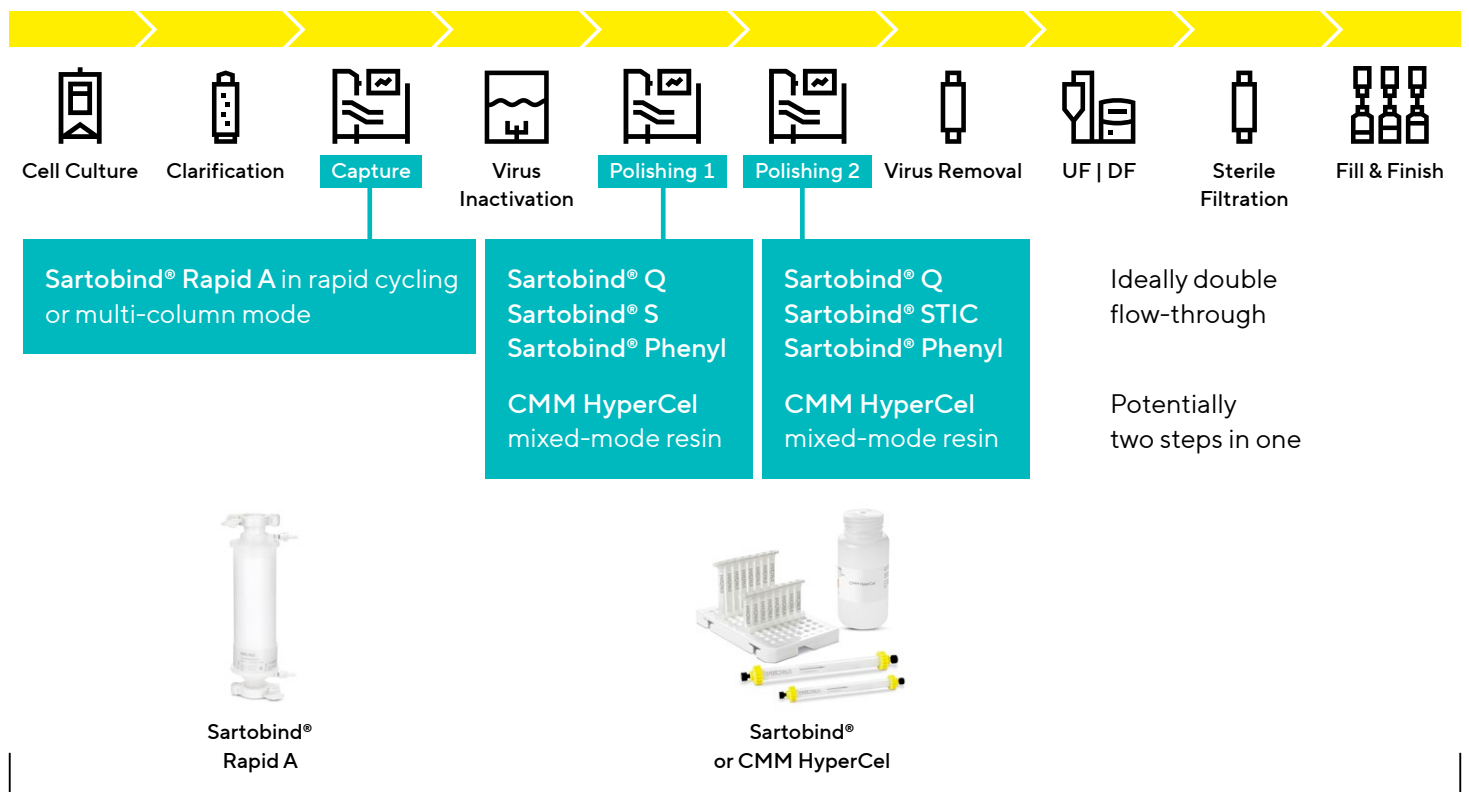 Cell Culture
Clarification
Capture
Virus
Inactivation
Polishing 1
Polishing 2
Virus Removal
UF | DF
Sterile
Filtration
Fill & Finish
Sartobind® Rapid A in rapid cycling
or multi-column mode
Sartobind® Q
Sartobind® S
Sartobind® Phenyl
CMM HyperCel
mixed-mode resin
Sartobind® Q
Sartobind® STIC
Sartobind® Phenyl
CMM HyperCel
mixed-mode resin
Ideally double
flow-through
Potentially
two steps in one
Sartobind®
Rapid A
Sartobind®
or CMM HyperCel